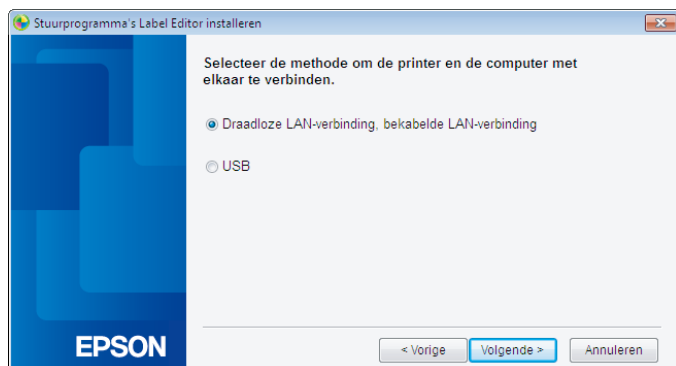 Stuurprogramma's Label Editor installeren
Selecteer de methode om de printer en de computer met
elkaar te verbinden.
Draadloze LAN-verbinding, bekabelde LAN-verbinding
USB
EPSON
< Vorige
Volgende >
Annuleren